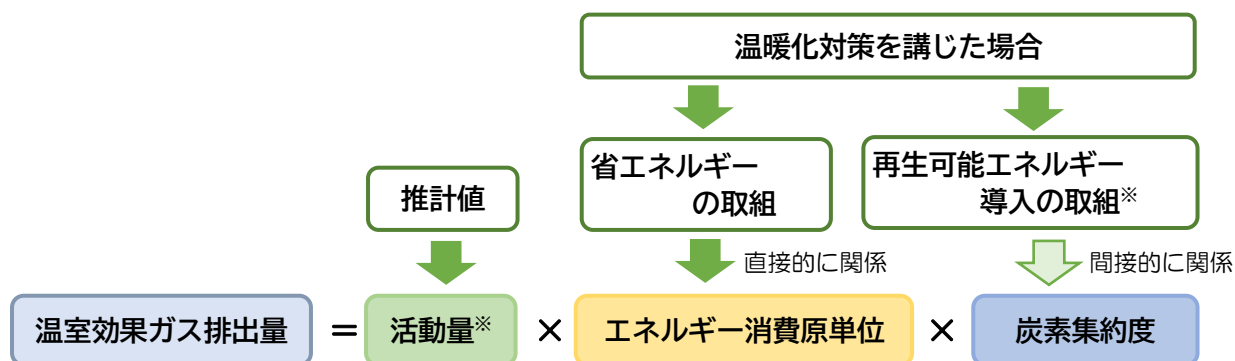 温暖化対策を講じた場合
推計値
省エネルギー
の取組
再生可能エネルギー
導入の取組※
直接的に関係
間接的に関係
温室効果ガス排出量 = 活動量※ × エネルギー消費原単位 × 炭素集約度